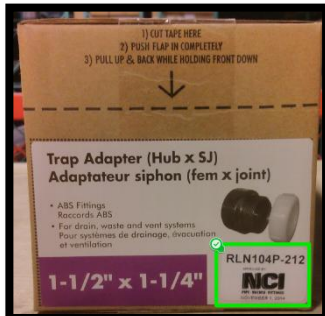 1) CUT TAPE HERE
2) PUSH FLAP IN COMPLETELY
3) PULL UP & BACK WHILE HOLDING FRONT DOWN
Trap Adapter (Hub x SJ)
Adaptateur siphon (fem x joint)
• ABS Fittings
Raccords ABS
• For drain, waste and vent systems
Pour systèmes de drainage, évacuation
et ventilation
1-1/2" x 1-1/4"
RLN104P-212
NCI